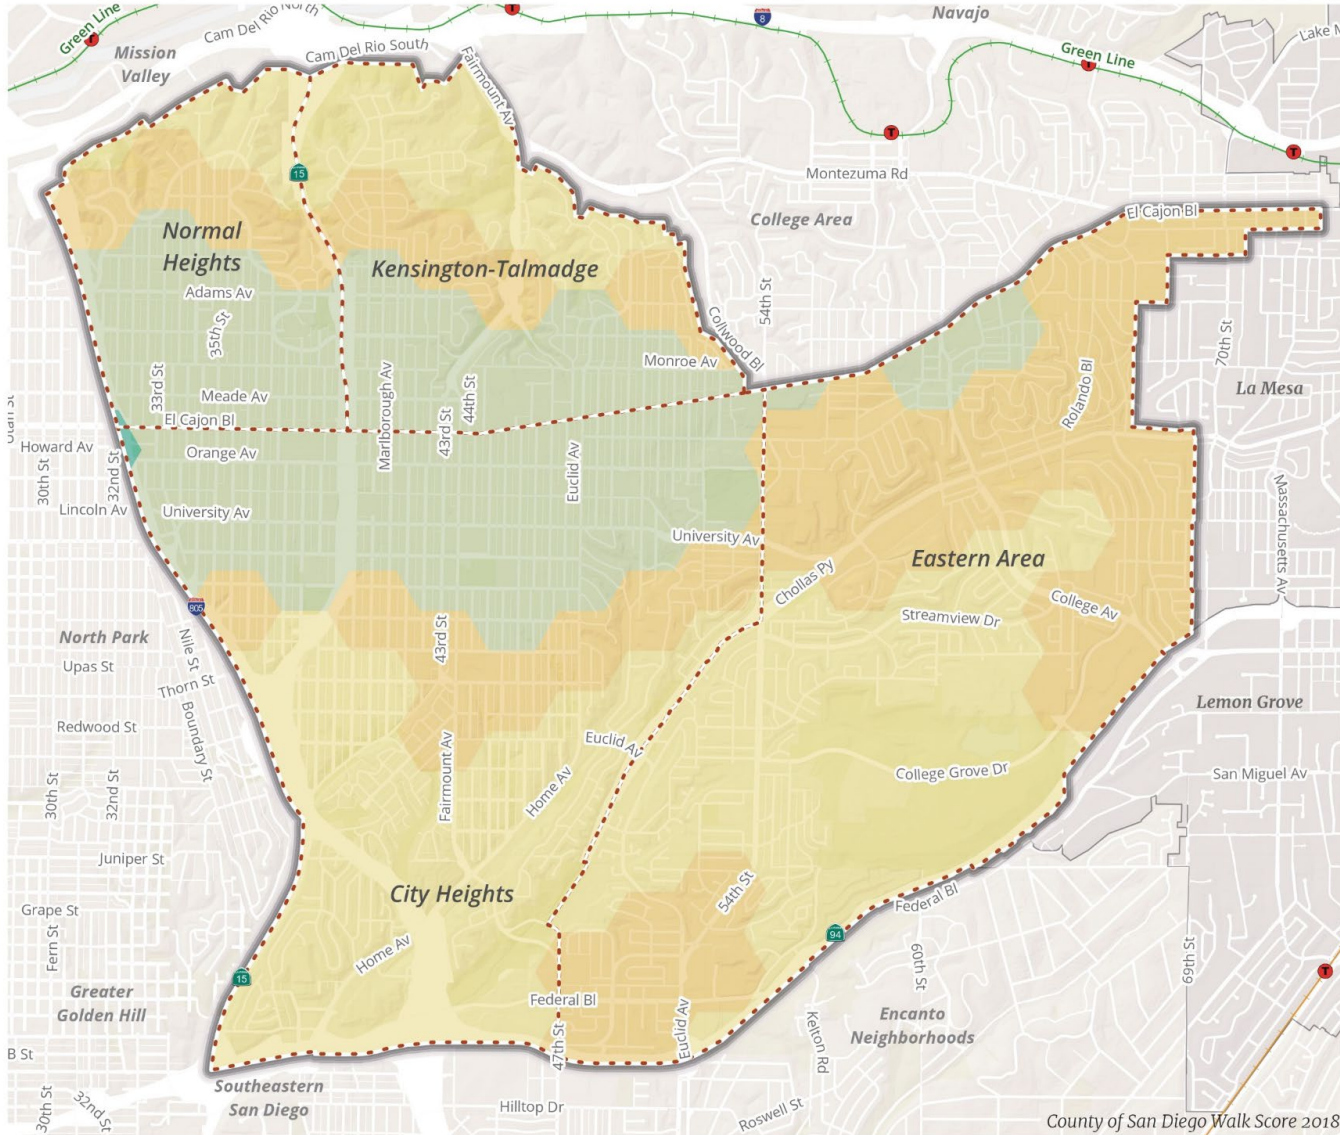 Green Line
Mission
Valley
Cam Del Rio North
Cam Del Rio South
Fairmount Av
T
8
Navajo
Green Line
T
T
T
Lake M
Montezuma Rd
College Area
El Cajon Bl
15
Normal
Heights
Kensington-Talmadge
Adams Av
35th St
33rd St
Meade Av
El Cajon Bl
Orange Av
University Av
Marlborough Av
43rd St
44th St
Euclid Av
Monroe Av
Collwood Bl
54th St
Rolando Bl
70th St
La Mesa
Utah St
Howard Av
30th St
32nd St
Lincoln Av
University Av
Massachusetts Av
Eastern Area
Chollas Py
Streamview Dr
College Av
805
North Park
Upas St
Nile St
Thorn St
Boundary St
Redwood St
43rd St
Lemon Grove
Euclid Av
Fairmount Av
Home Av
College Grove Dr
San Miguel Av
30th St
32nd St
Juniper St
City Heights
54th St
Federal Bl
94
Grape St
Fern St
Home Av
15
Greater
Golden Hill
Federal Bl
47th St
Euclid Av
Kelton Rd
60th St
69th St
T
Encanto
Neighborhoods
B St
30th St
32nd St
Southeastern
San Diego
Hilltop Dr
Roswell St
County of San Diego Walk Score 2018